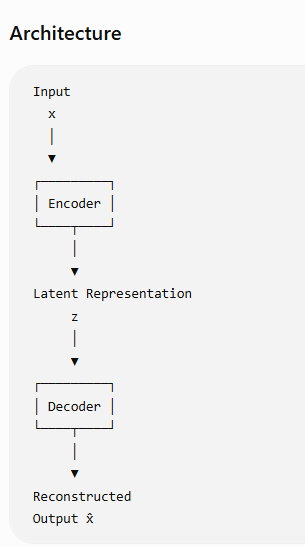 Architecture
Input
x
Encoder
Latent Representation
z
Decoder
Reconstructed
Output x̂